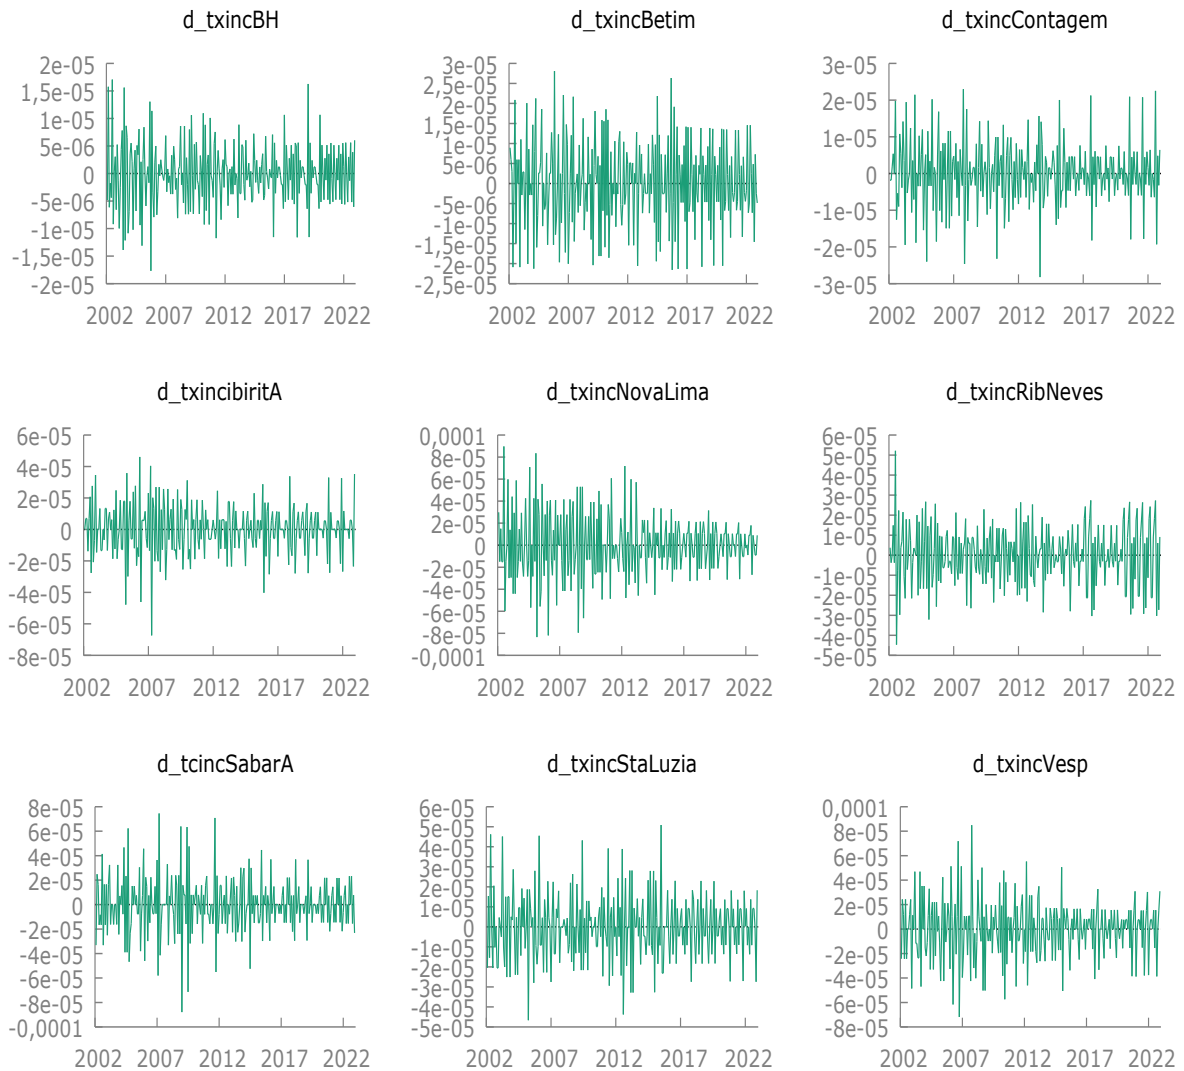 d_txincBH
2e-05
1,5e-05
1e-05
5e-06
0
-5e-06
-1e-05
-1,5e-05
-2e-05
2002 2007 2012 2017 2022
d_txincBetim
3e-05
2,5e-05
2e-05
1,5e-05
1e-05
5e-06
0
-5e-06
-1e-05
-1,5e-05
-2e-05
-2,5e-05
2002 2007 2012 2017 2022
d_txincContagem
3e-05
2e-05
1e-05
0
-1e-05
-2e-05
-3e-05
2002 2007 2012 2017 2022
d_txincibiritA
6e-05
4e-05
2e-05
0
-2e-05
-4e-05
-6e-05
-8e-05
2002 2007 2012 2017 2022
d_txincNovaLima
0,0001
8e-05
6e-05
4e-05
2e-05
0
-2e-05
-4e-05
-6e-05
-8e-05
-0,0001
2002 2007 2012 2017 2022
d_txincRibNeves
6e-05
5e-05
4e-05
3e-05
2e-05
1e-05
0
-1e-05
-2e-05
-3e-05
-4e-05
-5e-05
2002 2007 2012 2017 2022
d_tcincSabarA
8e-05
6e-05
4e-05
2e-05
0
-2e-05
-4e-05
-6e-05
-8e-05
-0,0001
2002 2007 2012 2017 2022
d_txincStaLuzia
6e-05
5e-05
4e-05
3e-05
2e-05
1e-05
0
-1e-05
-2e-05
-3e-05
-4e-05
-5e-05
2002 2007 2012 2017 2022
d_txincVesp
0,0001
8e-05
6e-05
4e-05
2e-05
0
-2e-05
-4e-05
-6e-05
-8e-05
2002 2007 2012 2017 2022